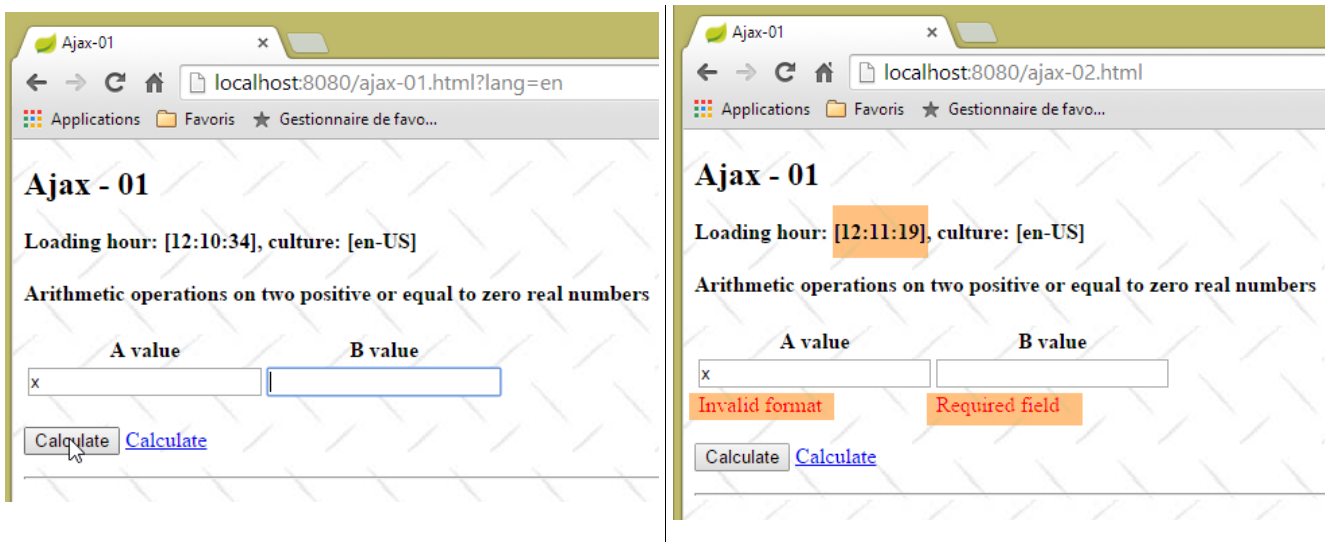 Ajax-01
localhost:8080/ajax-01.html?lang=en
Applications Favoris Gestionnaire de favo...
Ajax - 01
Loading hour: [12:10:34], culture: [en-US]
Arithmetic operations on two positive or equal to zero real numbers
A value B value
x
Calculate Calculate
Ajax-01
localhost:8080/ajax-02.html
Applications Favoris Gestionnaire de favo...
Ajax - 01
Loading hour: [12:11:19], culture: [en-US]
Arithmetic operations on two positive or equal to zero real numbers
A value B value
x
Invalid format Required field
Calculate Calculate